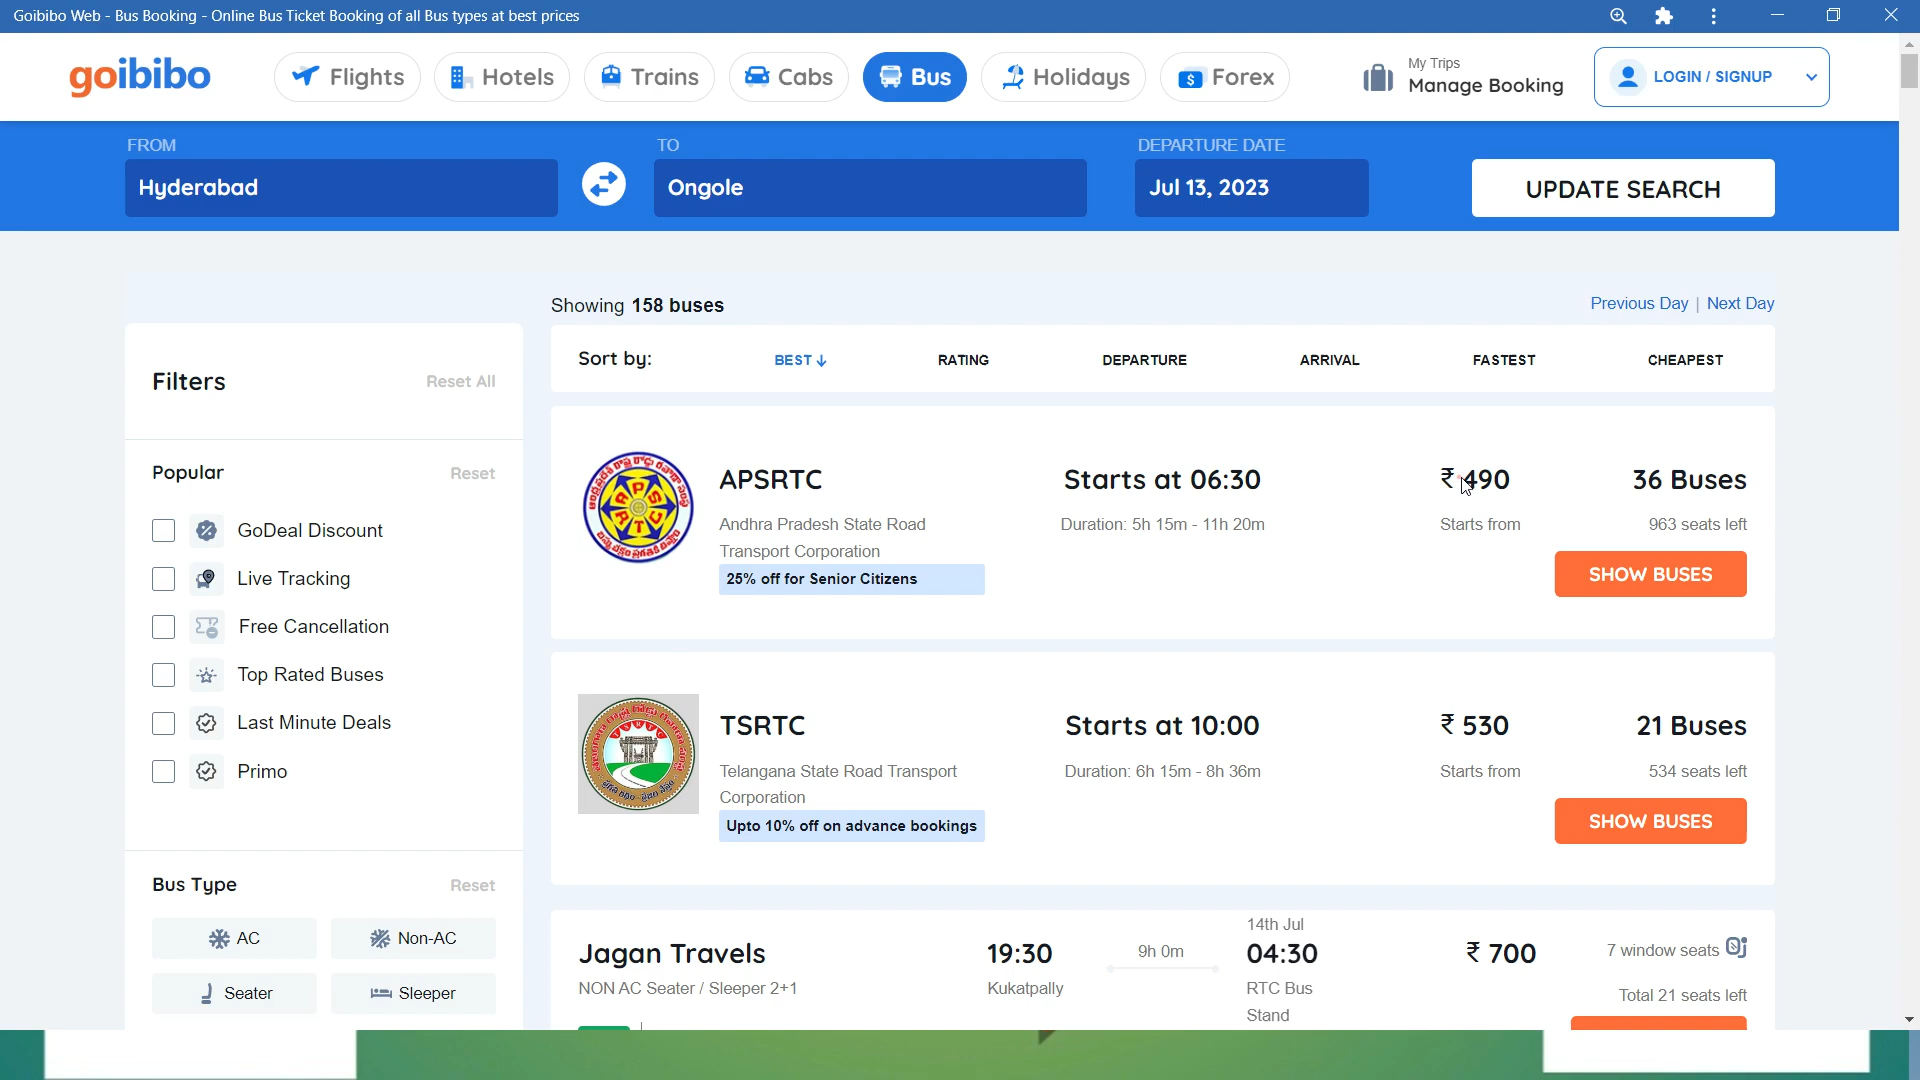 Goibibo Web - Bus Booking - Online Bus Ticket Booking of all Bus types at best prices
goibibo
Flights
Hotels
Trains
Cabs
Bus
Holidays
Forex
My Trips
Manage Booking
LOGIN / SIGNUP
FROM
Hyderabad
TO
Ongole
DEPARTURE DATE
Jul 13, 2023
UPDATE SEARCH
Showing 158 buses
Previous Day | Next Day
Filters
Reset All
Sort by:
BEST
RATING
DEPARTURE
ARRIVAL
FASTEST
CHEAPEST
Popular
Reset
GoDeal Discount
Live Tracking
Free Cancellation
Top Rated Buses
Last Minute Deals
Primo
Bus Type
Reset
AC
Non-AC
Seater
Sleeper
APSRTC
Starts at 06:30
₹ 490
36 Buses
Andhra Pradesh State Road
Transport Corporation
Duration: 5h 15m - 11h 20m
Starts from
963 seats left
25% off for Senior Citizens
SHOW BUSES
TSRTC
Starts at 10:00
₹ 530
21 Buses
Telangana State Road Transport
Corporation
Duration: 6h 15m - 8h 36m
Starts from
534 seats left
Upto 10% off on advance bookings
SHOW BUSES
Jagan Travels
19:30
9h 0m
14th Jul
04:30
₹ 700
7 window seats
NON AC Seater / Sleeper 2+1
Kukatpally
RTC Bus
Stand
Total 21 seats left